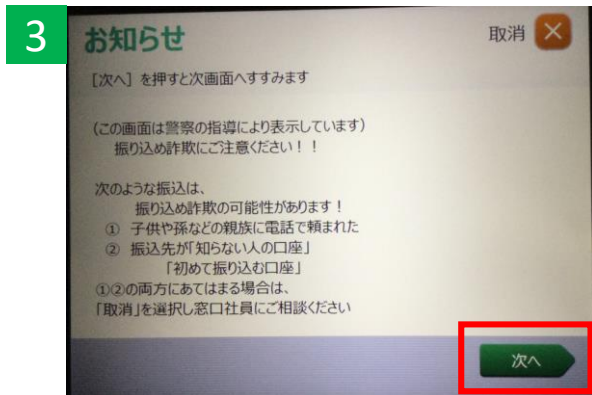 3
お知らせ
取消
[次へ] を押すと次画面へすすみます
(この画面は警察の指導により表示しています)
振り込め詐欺にご注意ください！！
次のような振込は、
振り込め詐欺の可能性があります！
① 子供や孫などの親族に電話で頼まれた
② 振込先が「知らない人の口座」
「初めて振り込む口座」
①②の両方にあてはまる場合は、
「取消」を選択し窓口社員にご相談ください
次へ